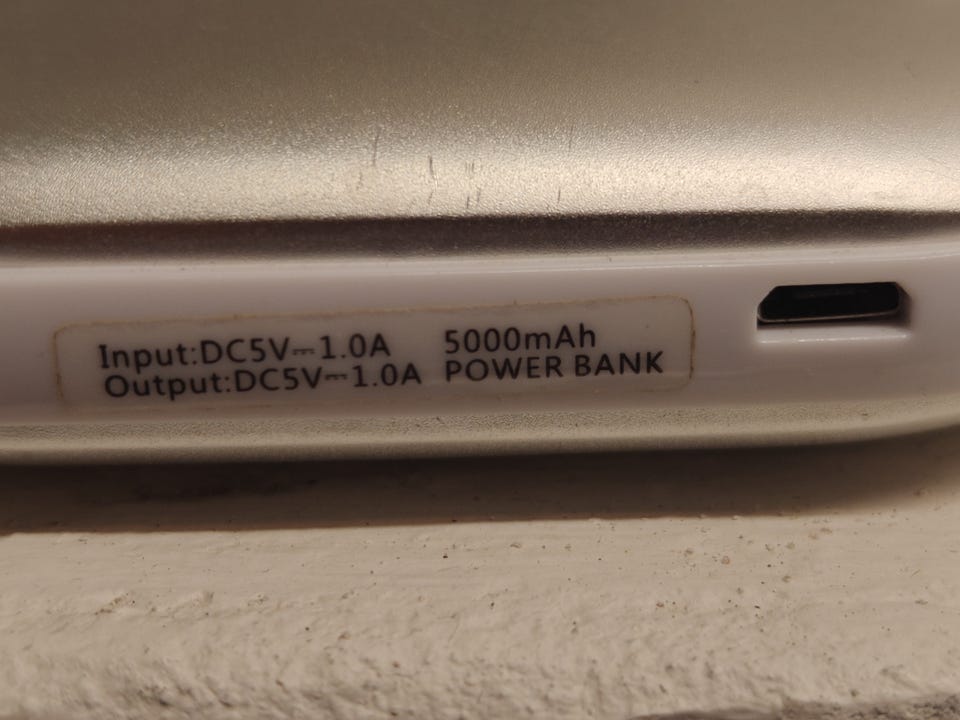 Input:DC5V⎓1.0A 5000mAh
Output:DC5V⎓1.0A POWER BANK